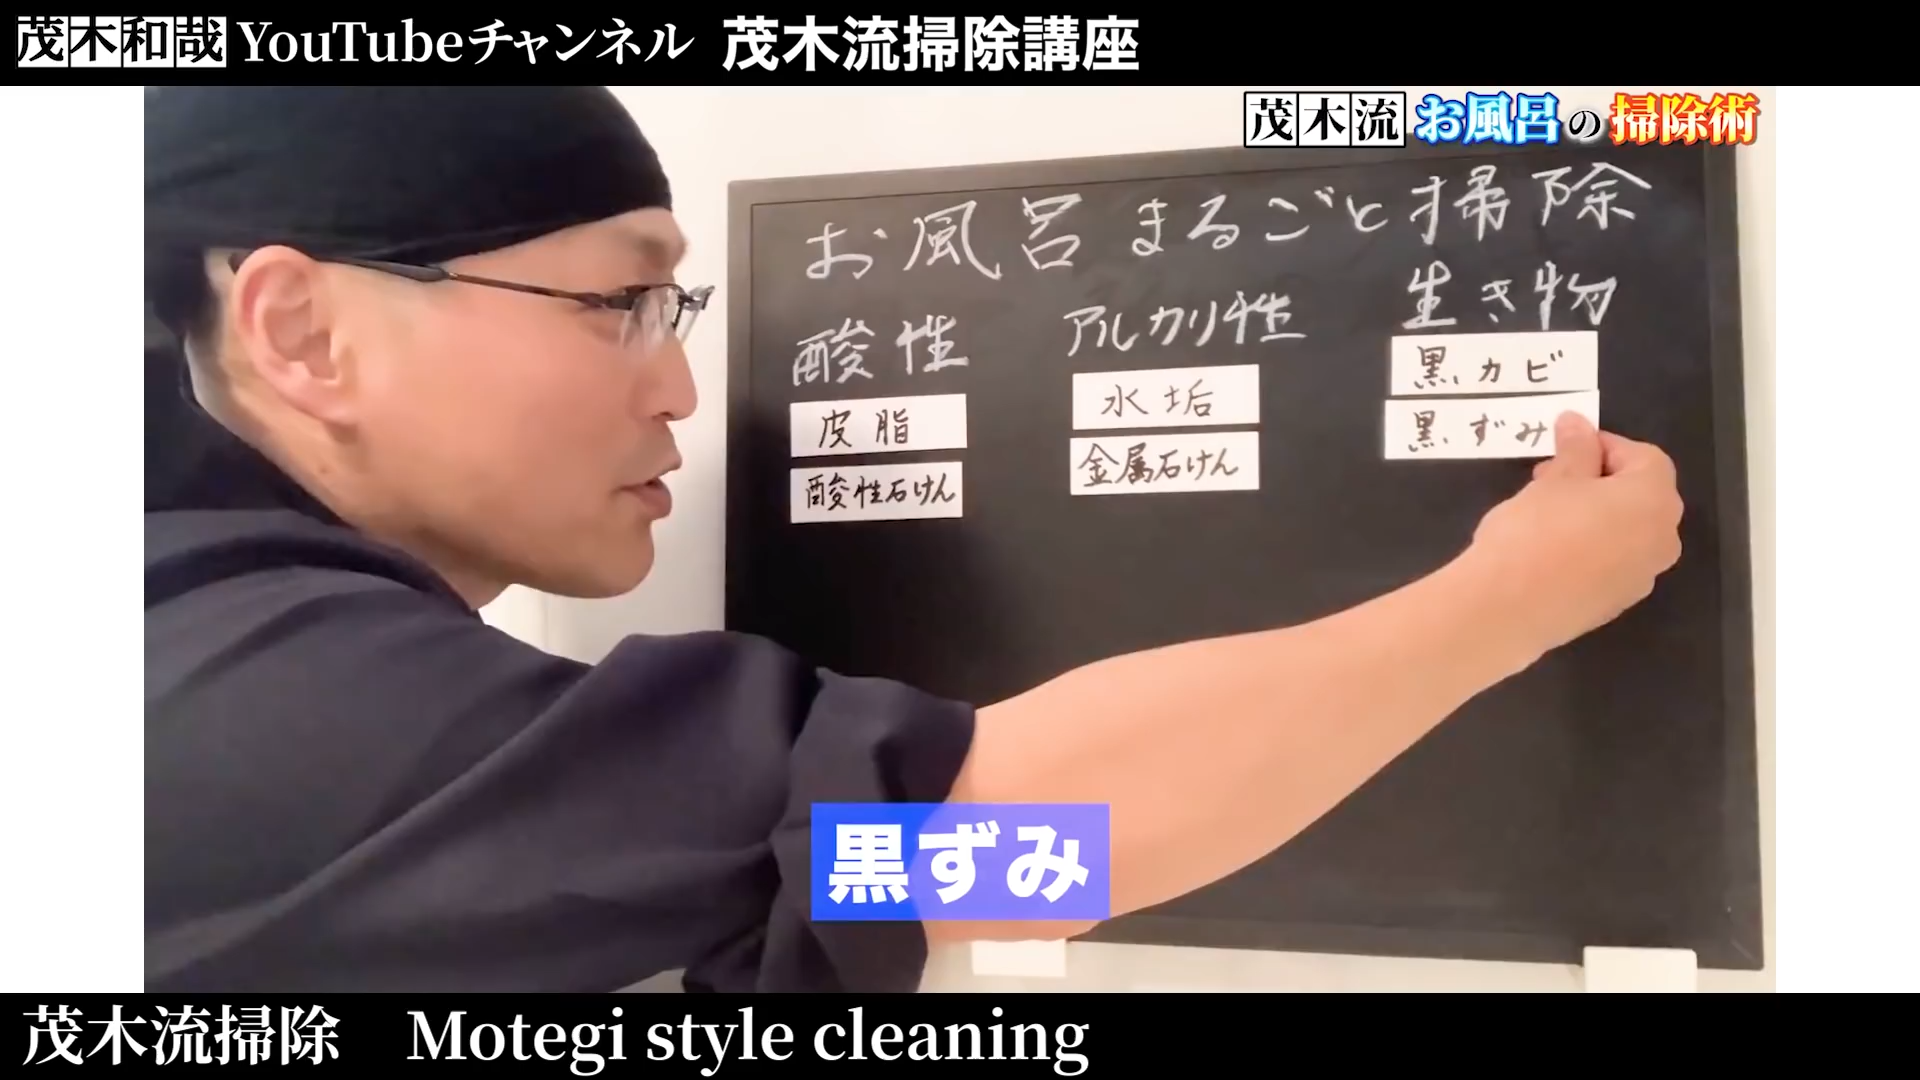 茂木和哉 YouTubeチャンネル 茂木流掃除講座
茂木流 お風呂の掃除術
お風呂まるごと掃除
酸性
皮脂
酸性石けん
アルカリ性
水垢
金属石けん
生き物
黒カビ
黒ずみ
黒ずみ
茂木流掃除 Motegi style cleaning